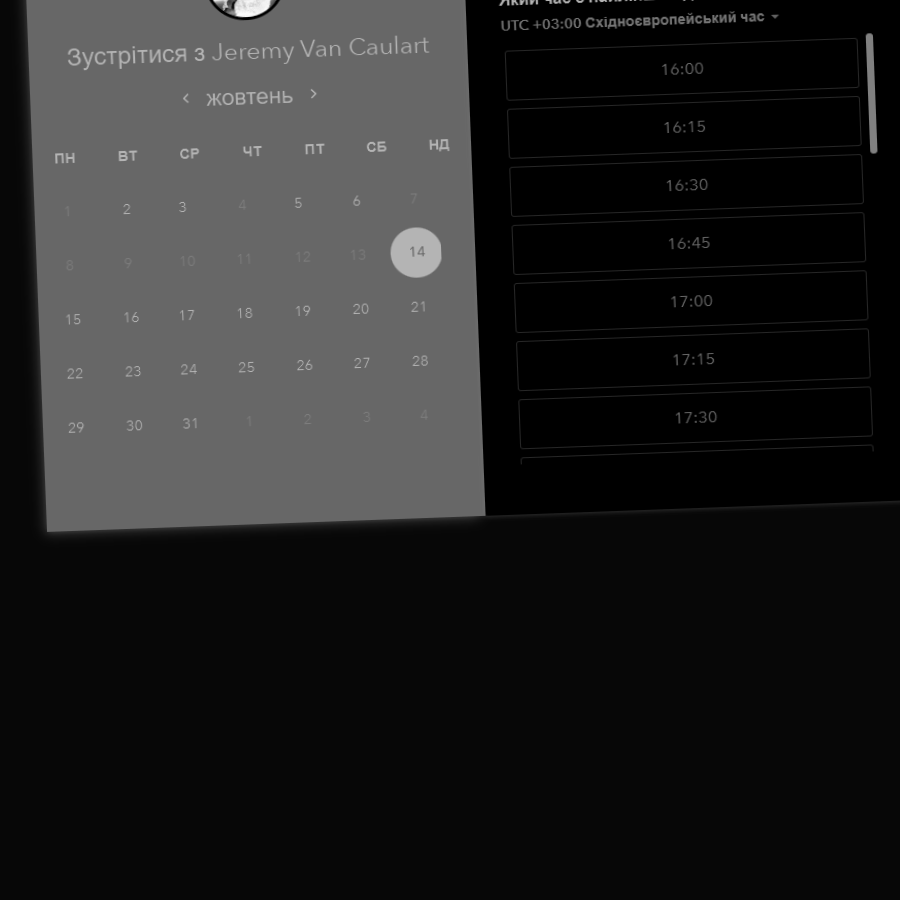 Зустрітися з Jeremy Van Caulart
жовтень
ПН ВТ СР ЧТ ПТ СБ НД
1 2 3 4 5 6 7
8 9 10 11 12 13 14
15 16 17 18 19 20 21
22 23 24 25 26 27 28
29 30 31 1 2 3 4
Який час
UTC +03:00 Східноєвропейський час
16:00
16:15
16:30
16:45
17:00
17:15
17:30